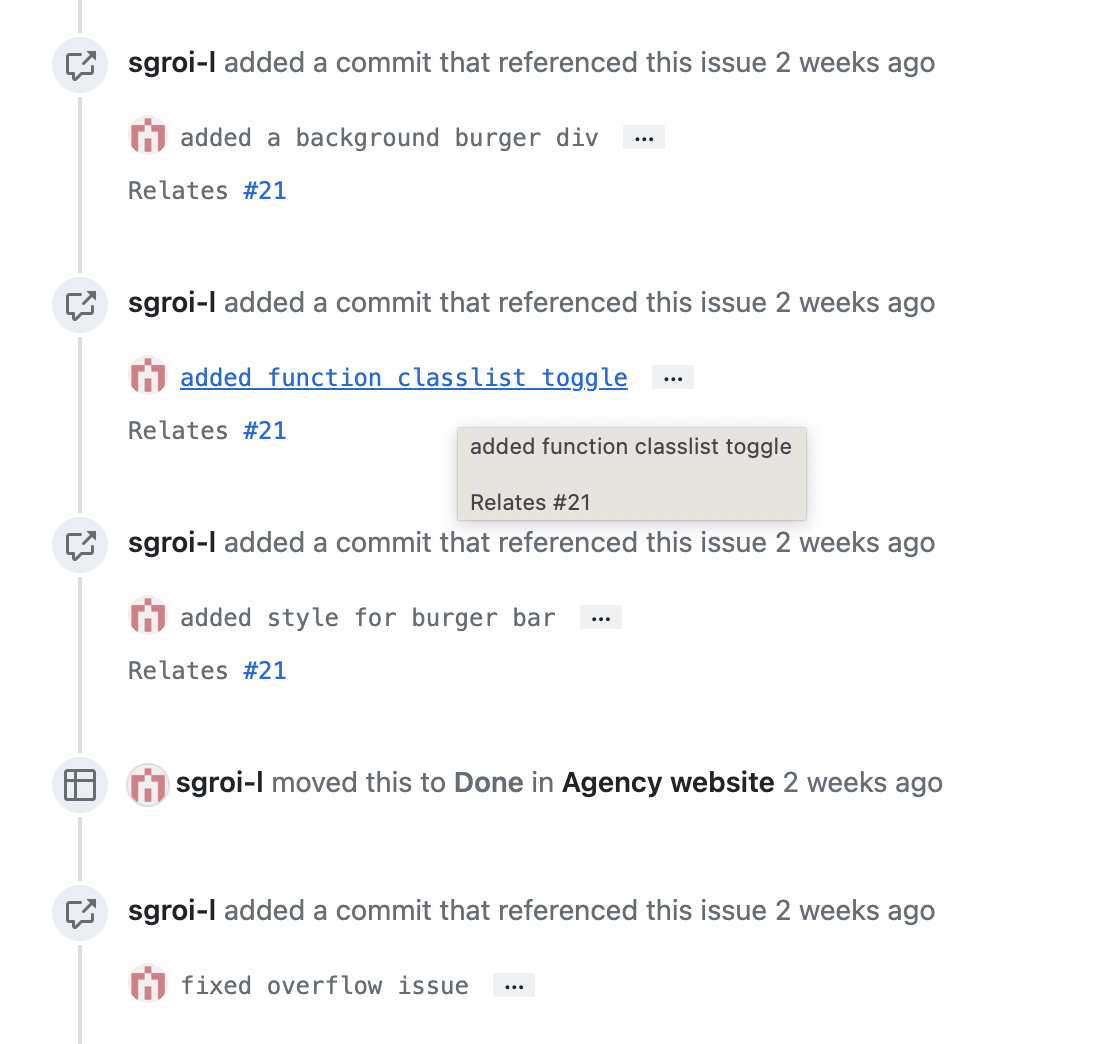 sgroi-l added a commit that referenced this issue 2 weeks ago
added a background burger div ...
Relates #21
sgroi-l added a commit that referenced this issue 2 weeks ago
added function classlist toggle ...
Relates #21
added function classlist toggle
Relates #21
sgroi-l added a commit that referenced this issue 2 weeks ago
added style for burger bar ...
Relates #21
sgroi-l moved this to Done in Agency website 2 weeks ago
sgroi-l added a commit that referenced this issue 2 weeks ago
fixed overflow issue ...